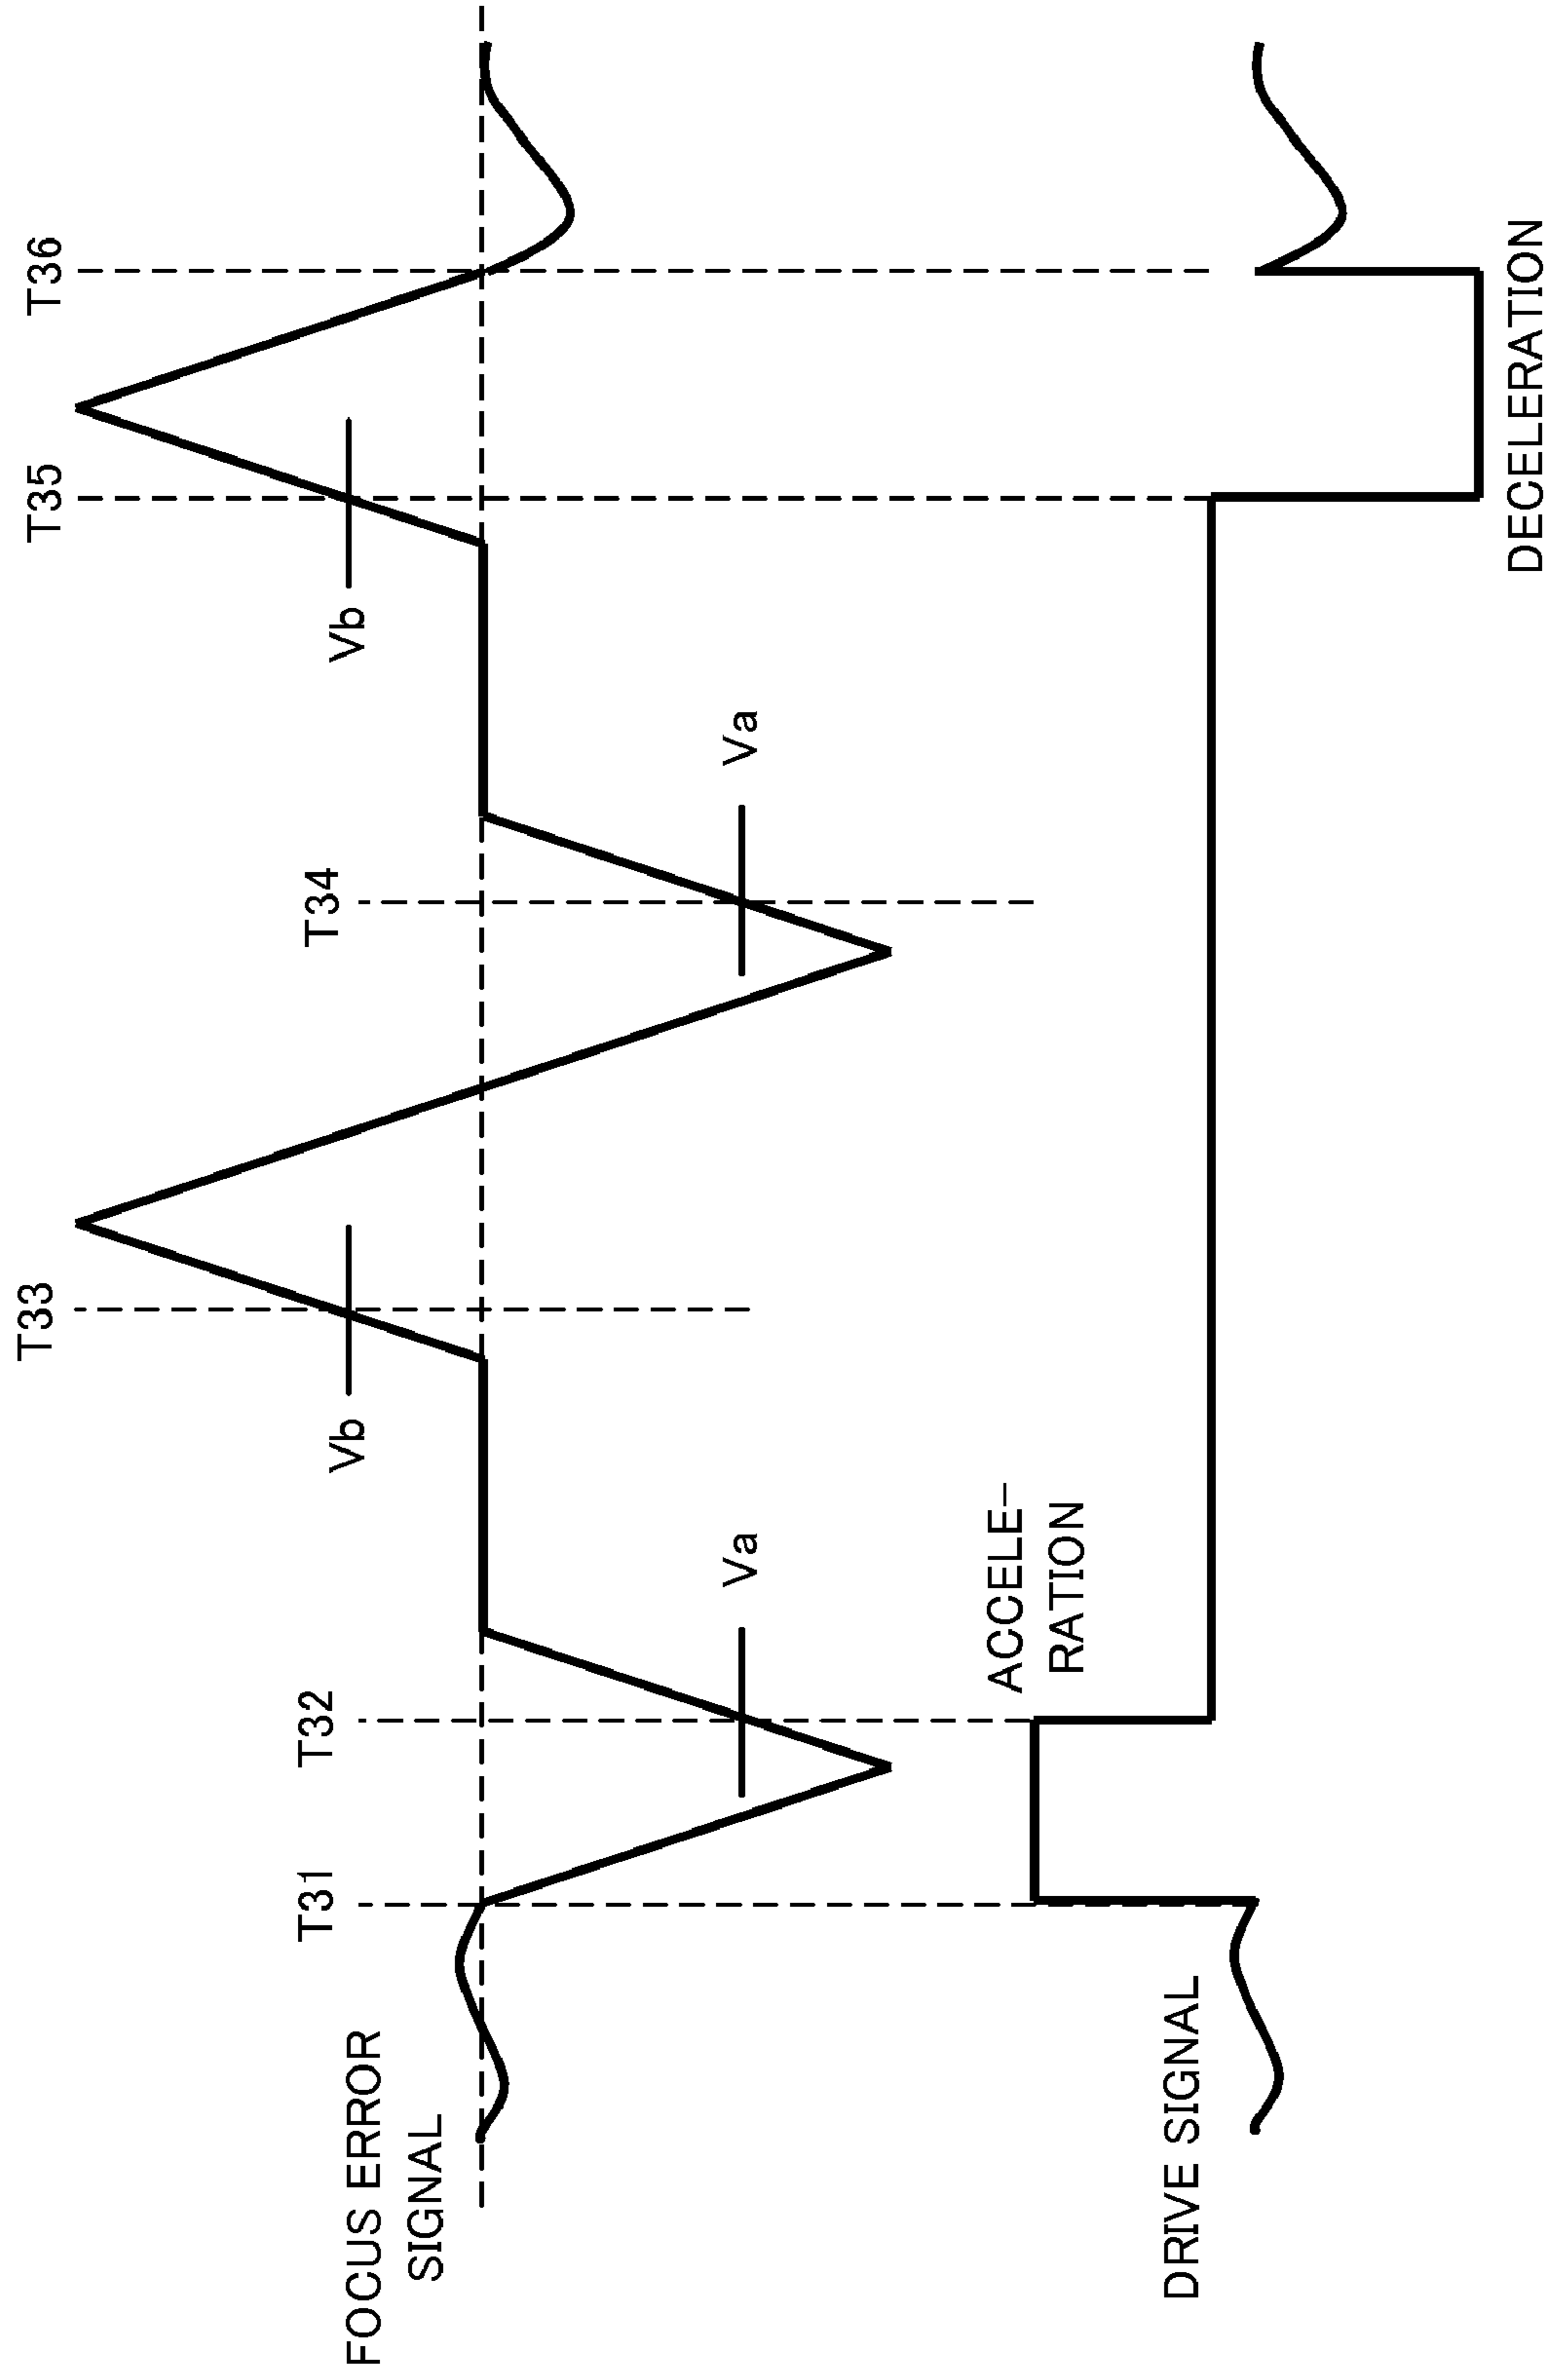 T31
T32
T33
T34
T35
T36
Vb
Vb
Va
Va
FOCUS ERROR
SIGNAL
ACCELE-
RATION
DRIVE SIGNAL
DECELERATION